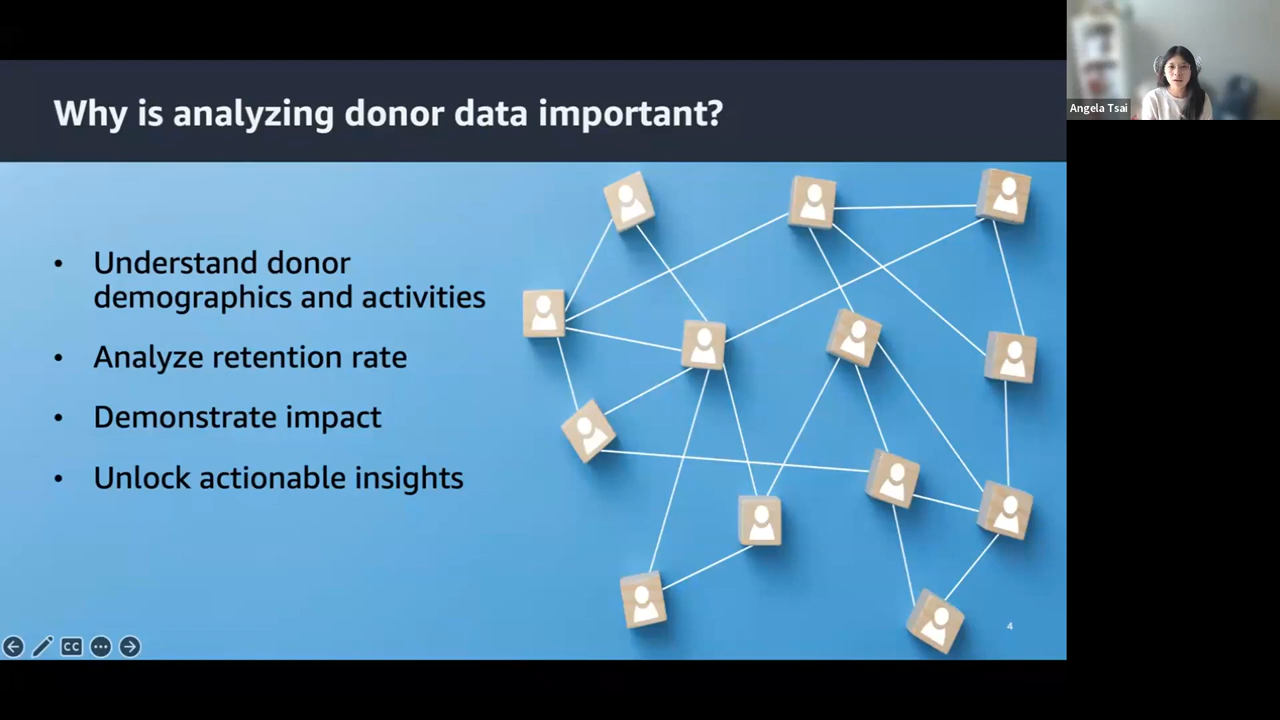 Why is analyzing donor data important?
Angela Tsai
• Understand donor
demographics and activities
• Analyze retention rate
• Demonstrate impact
• Unlock actionable insights
4
CC